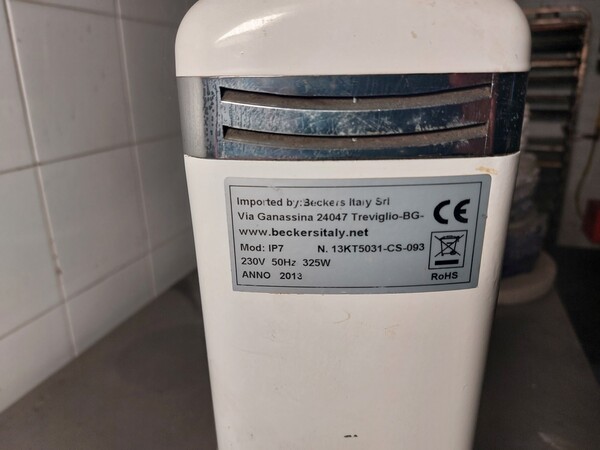 Imported by:Beckers Italy Srl
Via Ganassina 24047 Treviglio-BG-
www.beckersitaly.net
Mod: IP7 N. 13KT5031-CS-093
230V 50Hz 325W
ANNO 2013
CE
RoHS